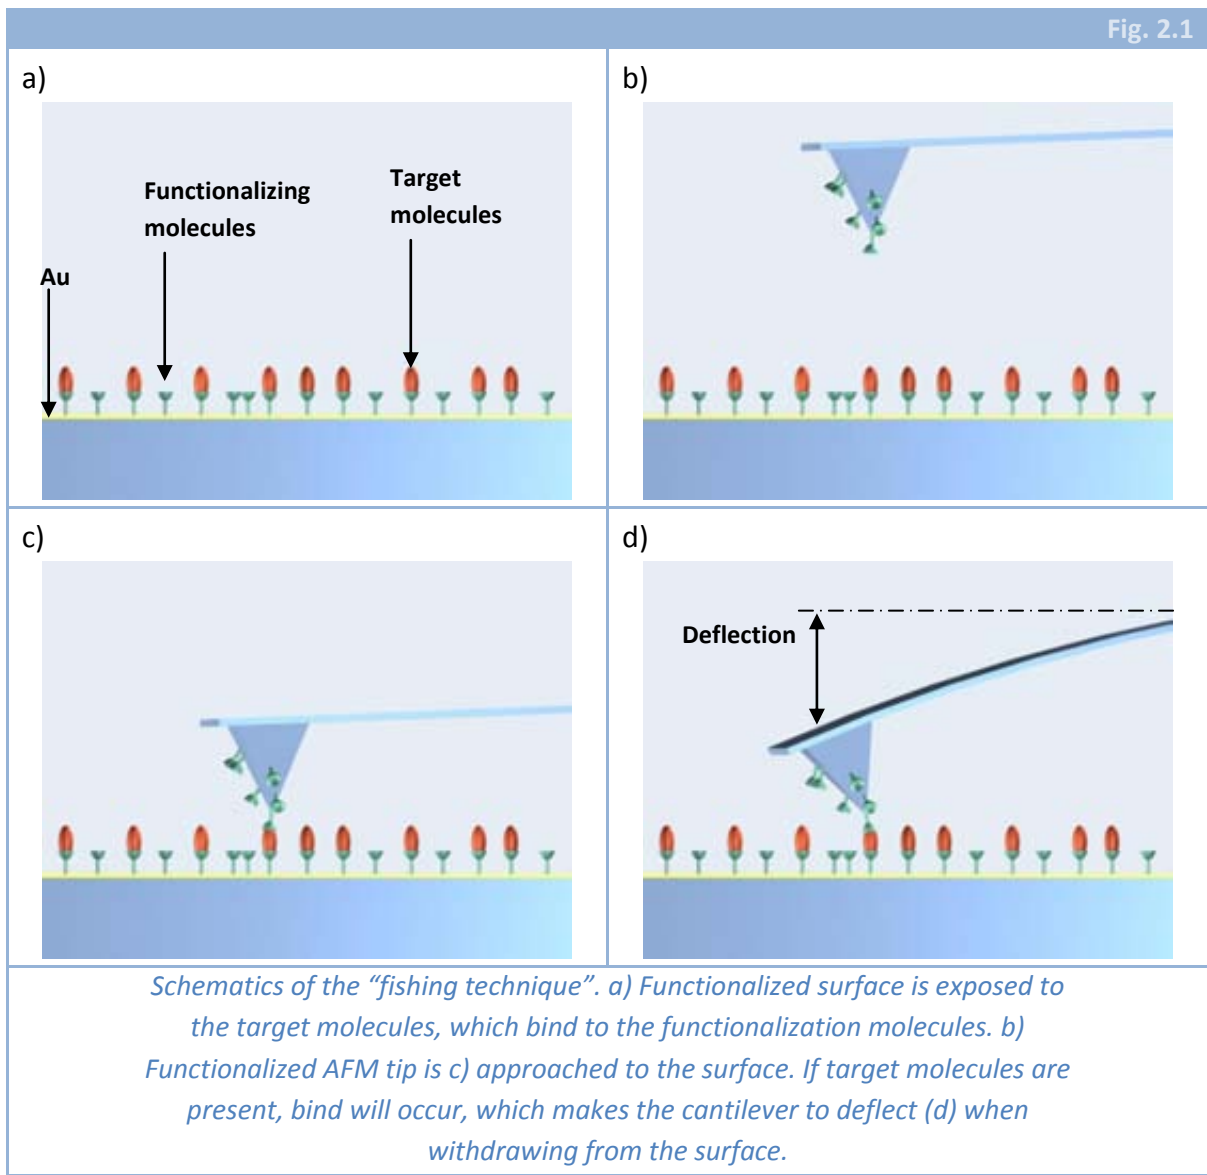 Fig. 2.1
a)
Functionalizing
molecules
Target
molecules
Au
b)
c)
d)
Deflection
Schematics of the “fishing technique”. a) Functionalized surface is exposed to
the target molecules, which bind to the functionalization molecules. b)
Functionalized AFM tip is c) approached to the surface. If target molecules are
present, bind will occur, which makes the cantilever to deflect (d) when
withdrawing from the surface.